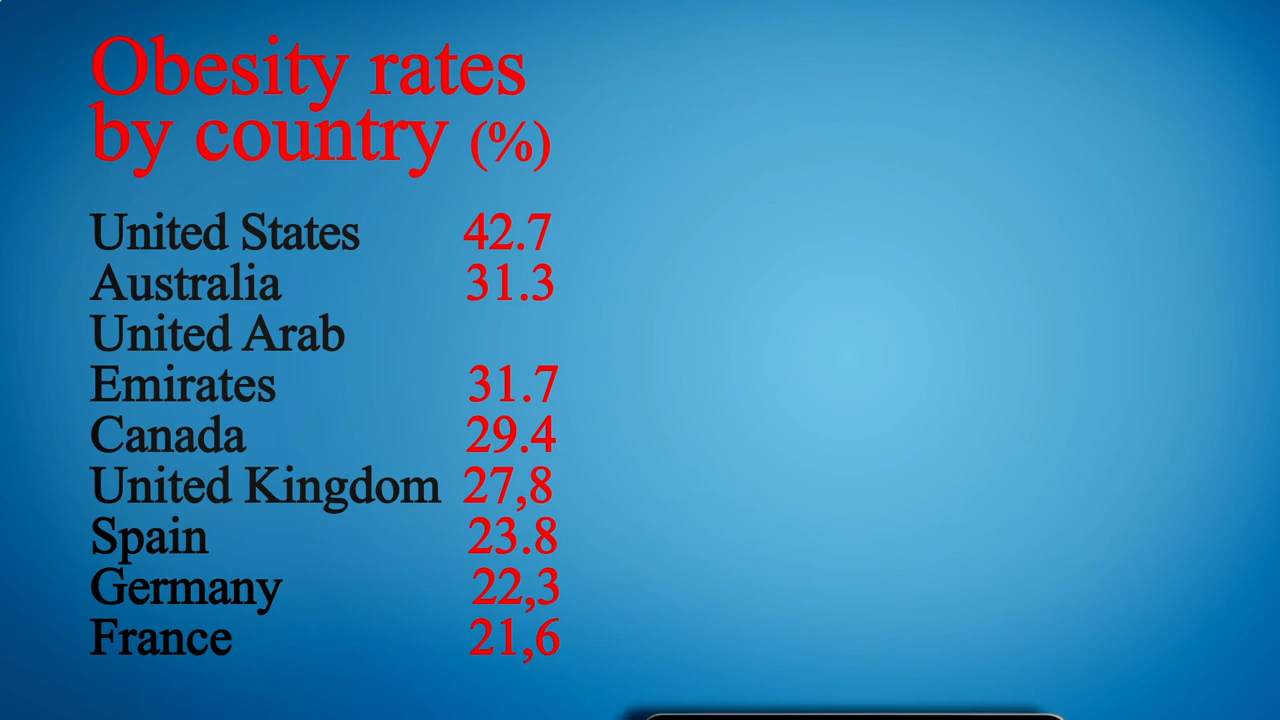 Obesity rates
by country (%)
United States 42.7
Australia 31.3
United Arab
Emirates 31.7
Canada 29.4
United Kingdom 27,8
Spain 23.8
Germany 22,3
France 21,6